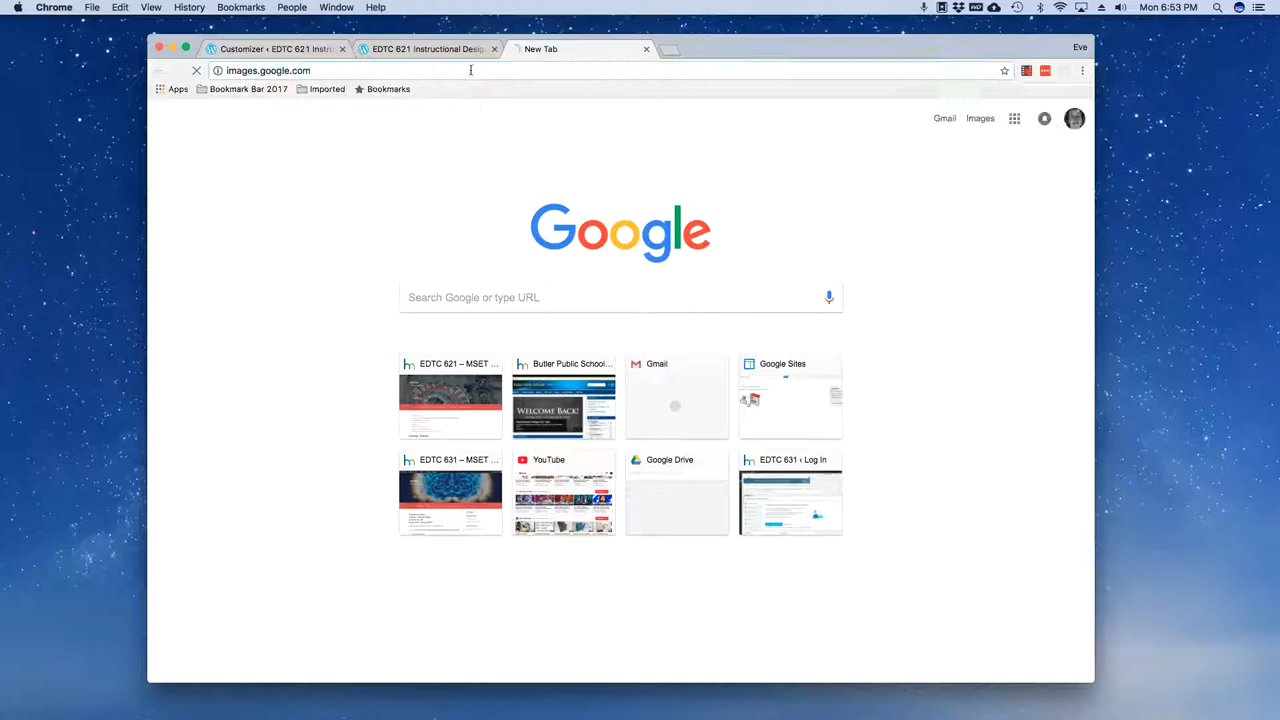 Chrome File Edit View History Bookmarks People Window Help Mon 6:53 PM
Customizer ‹ EDTC 621 Instru EDTC 621 Instructional Desig New Tab Eve
images.google.com
Apps Bookmark Bar 2017 Imported Bookmarks
Gmail Images
Google
Search Google or type URL
EDTC 621 – MSET ... Butler Public School... Gmail Google Sites
WELCOME BACK!
EDTC 631 – MSET ... YouTube Google Drive EDTC 631 ‹ Log In